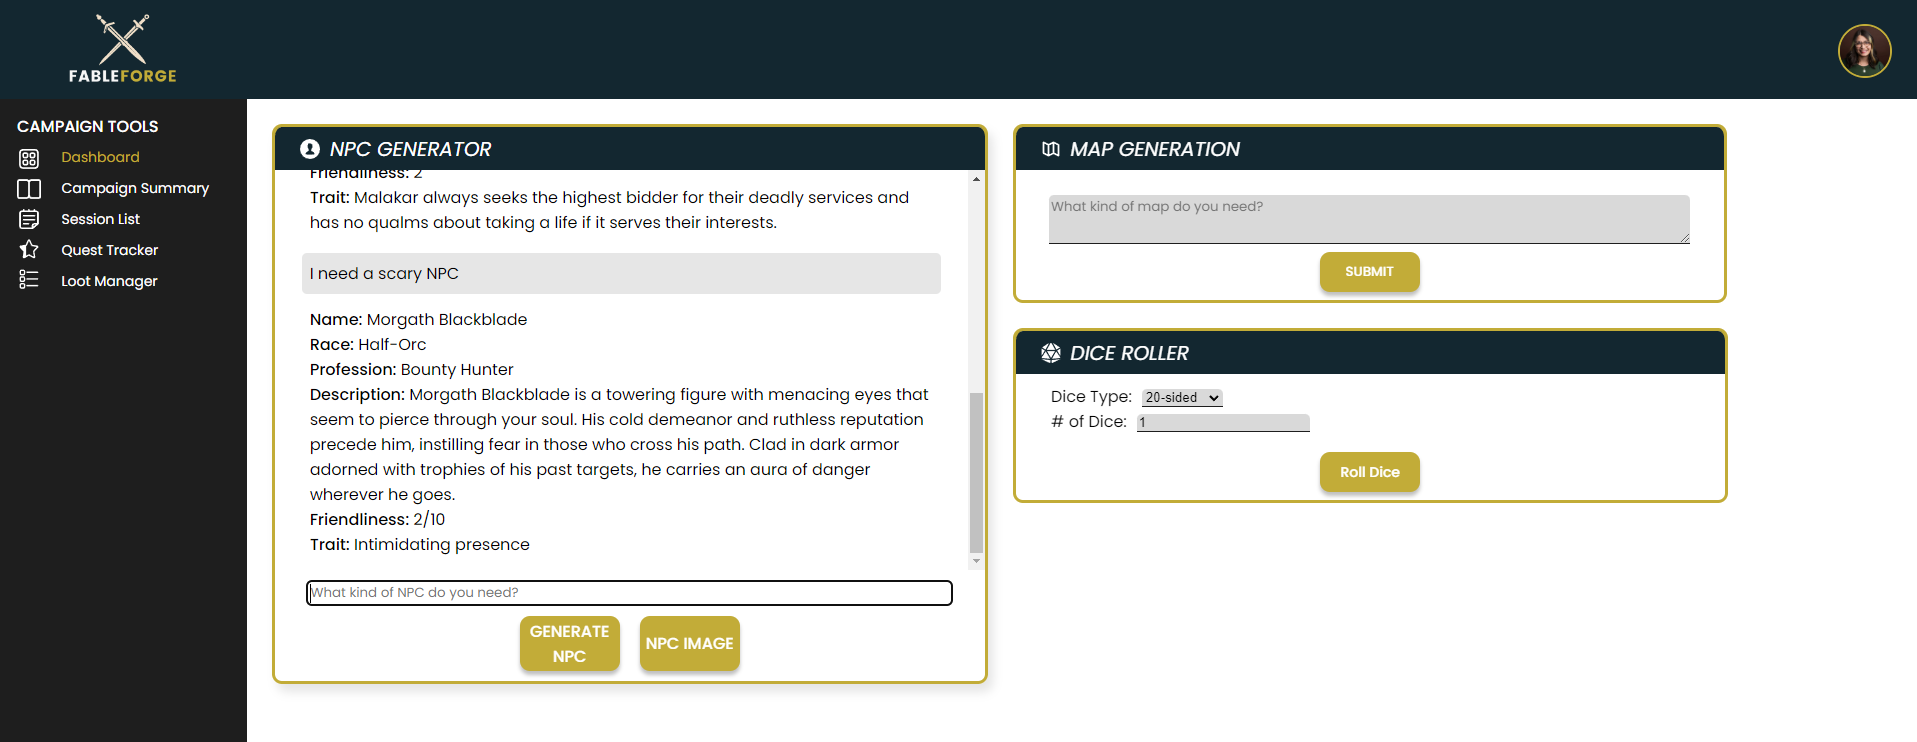 FABLEFORGE
CAMPAIGN TOOLS
Dashboard
Campaign Summary
Session List
Quest Tracker
Loot Manager
NPC GENERATOR
Friendliness: 2
Trait: Malakar always seeks the highest bidder for their deadly services and
has no qualms about taking a life if it serves their interests.
I need a scary NPC
Name: Morgath Blackblade
Race: Half-Orc
Profession: Bounty Hunter
Description: Morgath Blackblade is a towering figure with menacing eyes that
seem to pierce through your soul. His cold demeanor and ruthless reputation
precede him, instilling fear in those who cross his path. Clad in dark armor
adorned with trophies of his past targets, he carries an aura of danger
wherever he goes.
Friendliness: 2/10
Trait: Intimidating presence
What kind of NPC do you need?
GENERATE
NPC
NPC IMAGE
MAP GENERATION
What kind of map do you need?
SUBMIT
DICE ROLLER
Dice Type: 20-sided
# of Dice: 1
Roll Dice